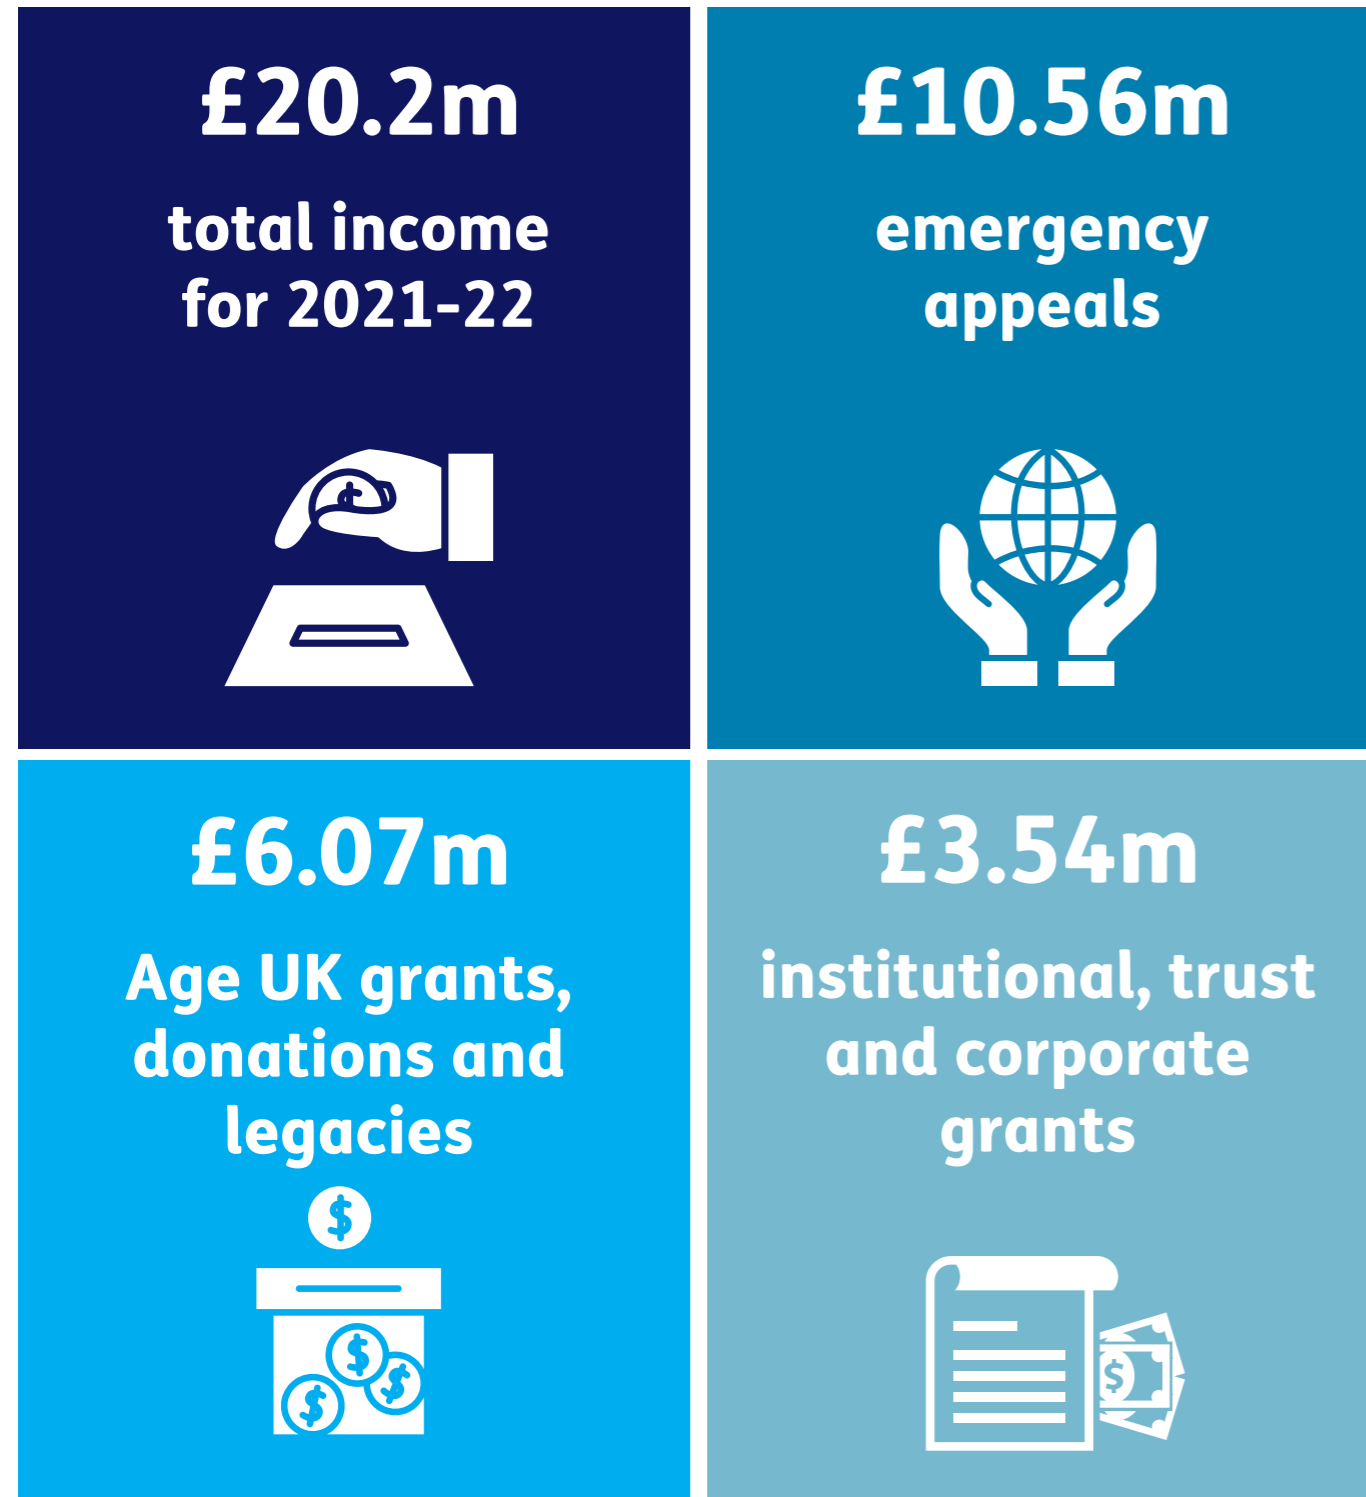 £20.2m
total income
for 2021-22
£10.56m
emergency
appeals
£6.07m
Age UK grants,
donations and
legacies
$
$
$
$
£3.54m
institutional, trust
and corporate
grants
$